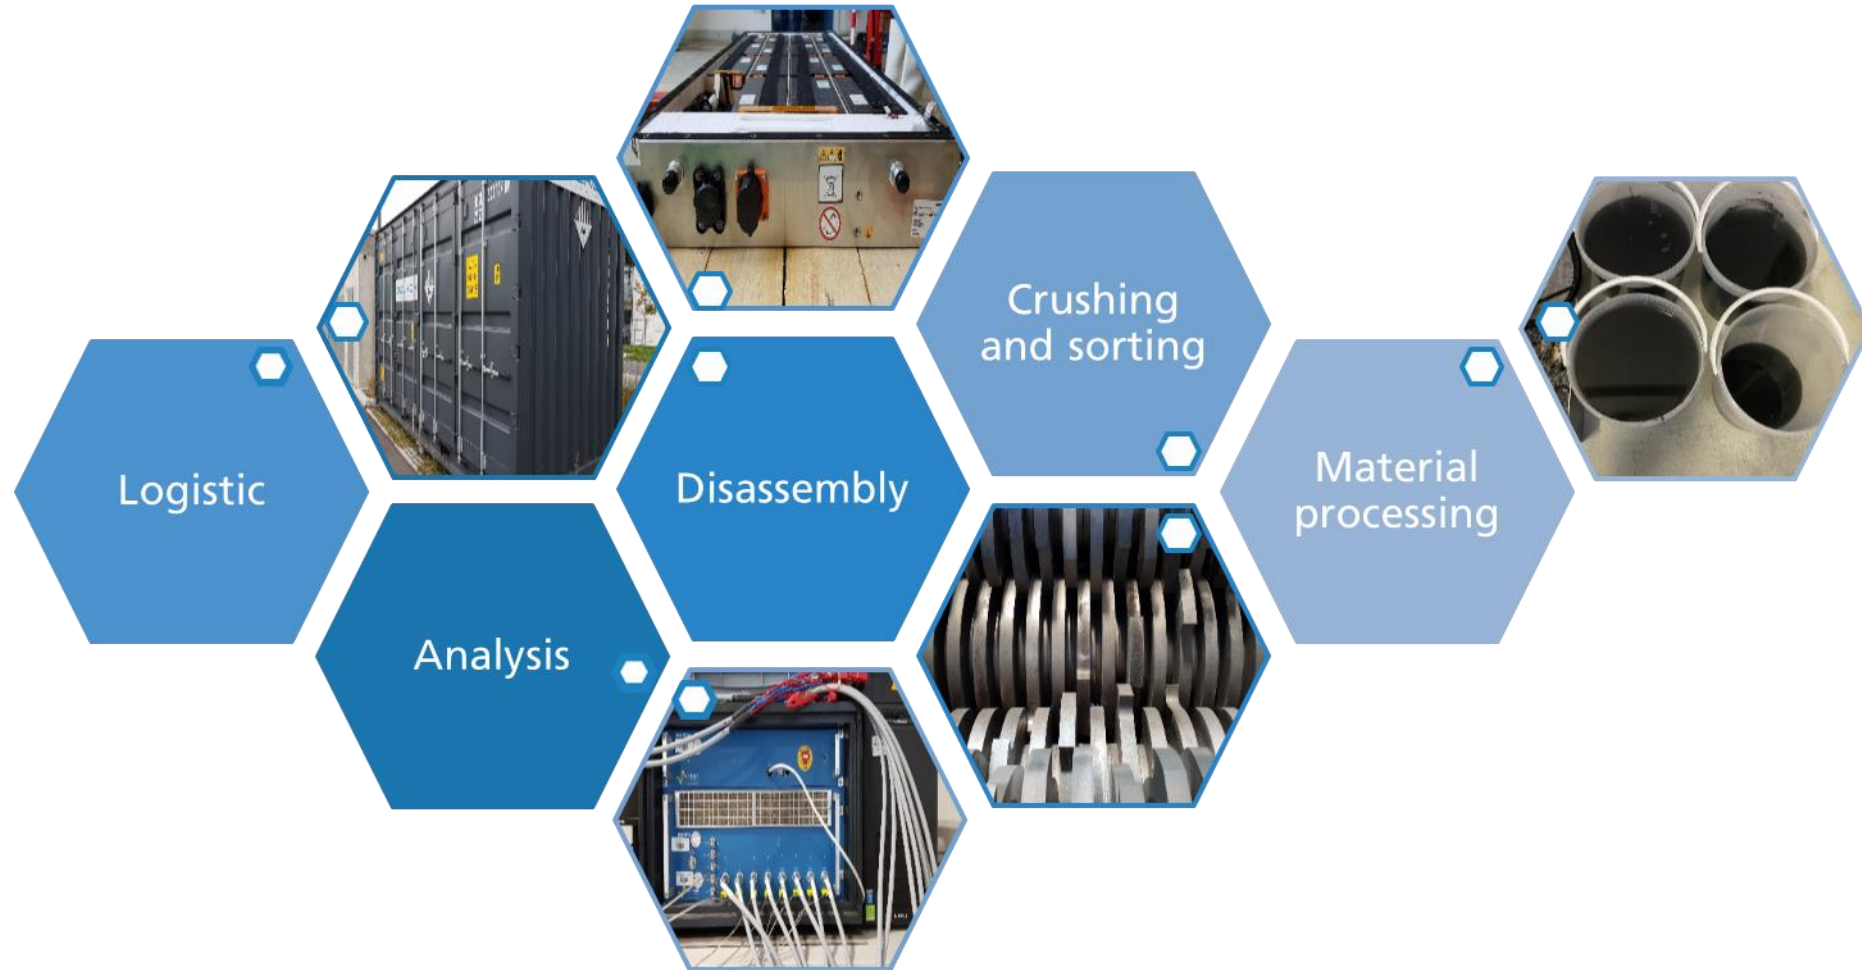 Logistic
Analysis
Disassembly
Crushing
and sorting
Material
processing